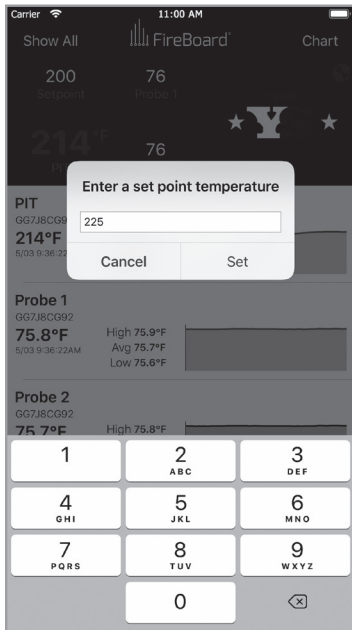 Carrier 11:00 AM
Show All FireBoard Chart
200 76
Setpoint Probe 1
214°F 76
Y
Enter a set point temperature
225
Cancel Set
PIT
GG7J8CG9
214°F
5/03 9:36:22
Probe 1
GG7J8CG92
75.8°F
5/03 9:36:22AM
High 75.9°F
Avg 75.7°F
Low 75.6°F
Probe 2
GG7J8CG92
75.7°F
High 75.8°F
1 2 3
ABC DEF
4 5 6
GHI JKL MNO
7 8 9
PQRS TUV WXYZ
0